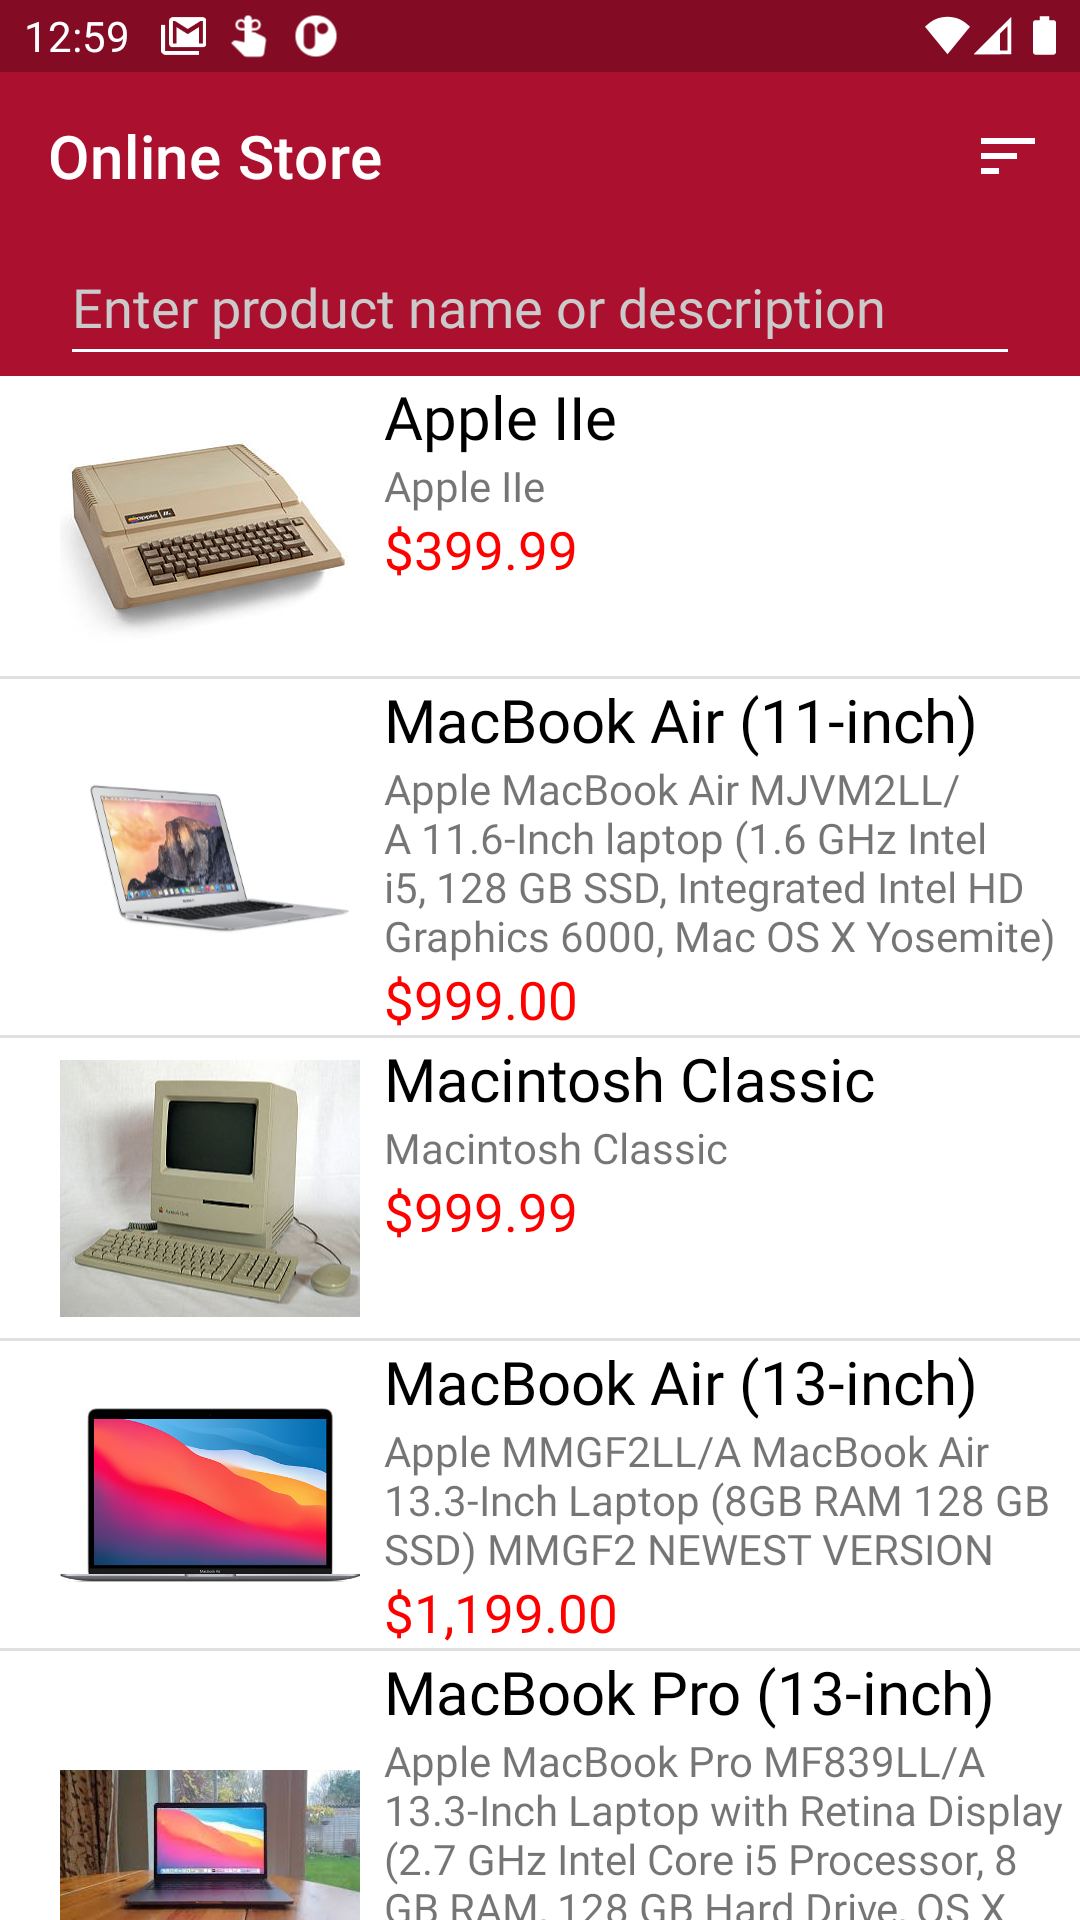 12:59
Online Store
Enter product name or description
Apple IIe
Apple IIe
$399.99
MacBook Air (11-inch)
Apple MacBook Air MJVM2LL/
A 11.6-Inch laptop (1.6 GHz Intel
i5, 128 GB SSD, Integrated Intel HD
Graphics 6000, Mac OS X Yosemite)
$999.00
Macintosh Classic
Macintosh Classic
$999.99
MacBook Air (13-inch)
Apple MMGF2LL/A MacBook Air
13.3-Inch Laptop (8GB RAM 128 GB
SSD) MMGF2 NEWEST VERSION
$1,199.00
MacBook Pro (13-inch)
Apple MacBook Pro MF839LL/A
13.3-Inch Laptop with Retina Display
(2.7 GHz Intel Core i5 Processor, 8
GB RAM, 128 GB Hard Drive, OS X